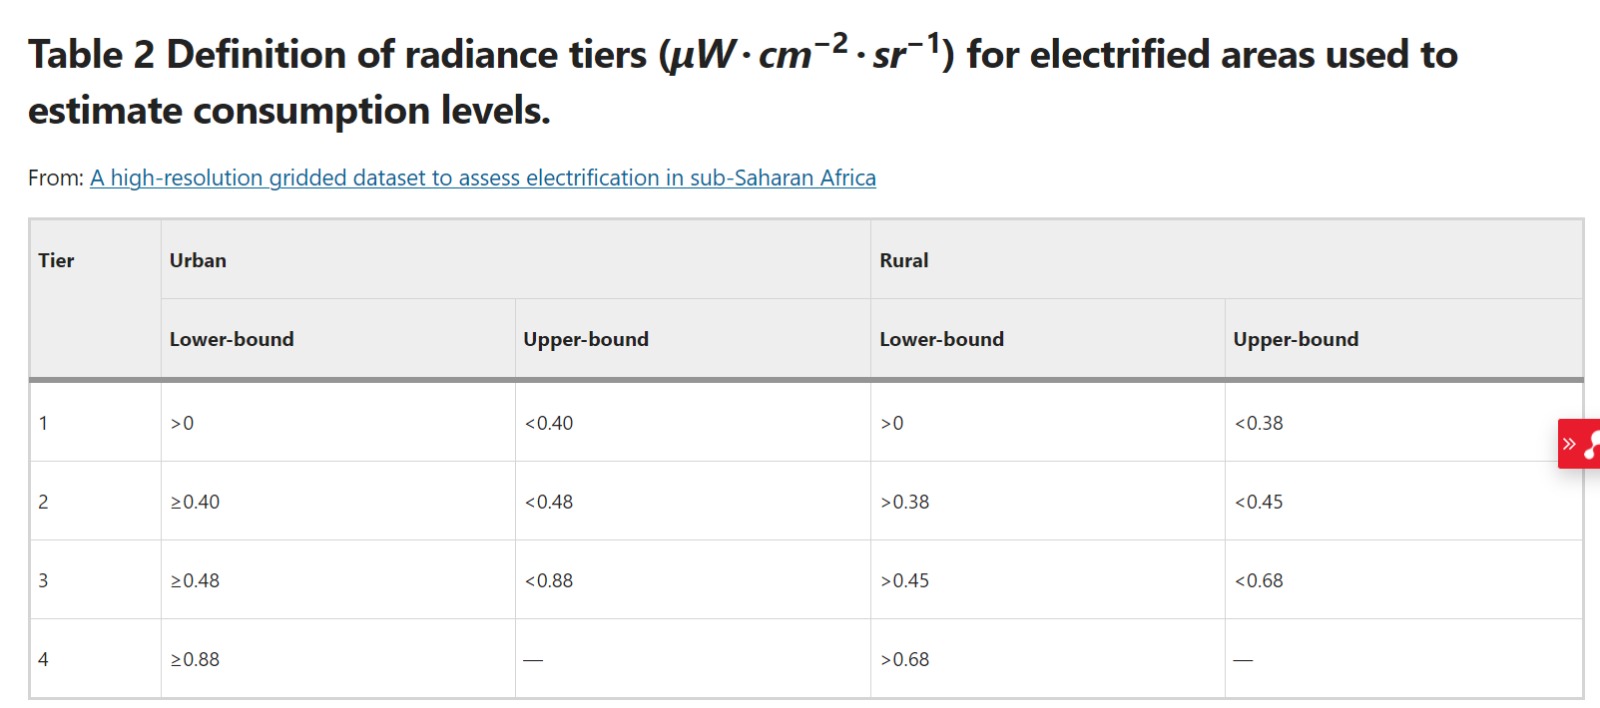 Table 2 Definition of radiance tiers (μW · cm⁻² · sr⁻¹) for electrified areas used to
estimate consumption levels.
From: A high-resolution gridded dataset to assess electrification in sub-Saharan Africa
Tier Urban Rural
Lower-bound Upper-bound Lower-bound Upper-bound
1 >0 <0.40 >0 <0.38
2 ≥0.40 <0.48 >0.38 <0.45
3 ≥0.48 <0.88 >0.45 <0.68
4 ≥0.88 — >0.68 —